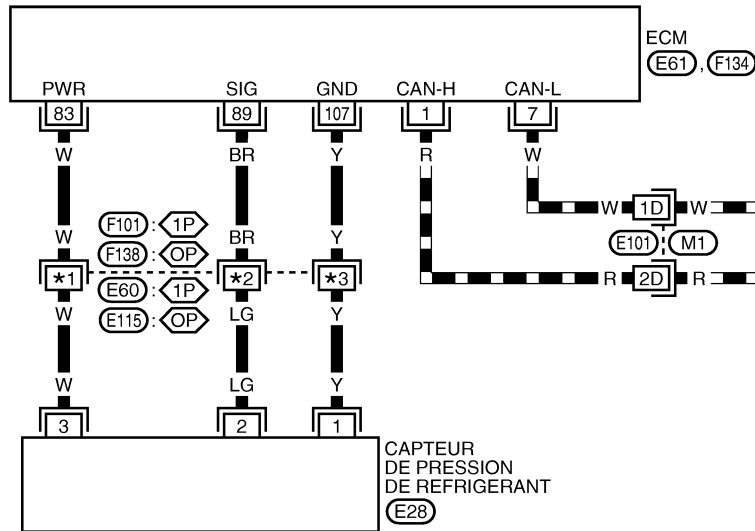 ECM
E61 , F134
PWR SIG GND CAN-H CAN-L
83 89 107 1 7
W BR Y R W
W 1D W
F101 : 1P
W BR Y
F138 : OP
E101 M1
*1 *2 *3
R 2D R
E60 : 1P
W LG Y
E115 : OP
W LG Y
3 2 1
CAPTEUR
DE PRESSION
DE REFRIGERANT
E28